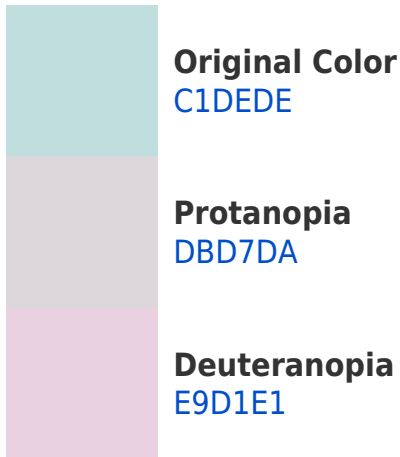 Original Color
C1DEDE
Protanopia
DBD7DA
Deuteranopia
E9D1E1